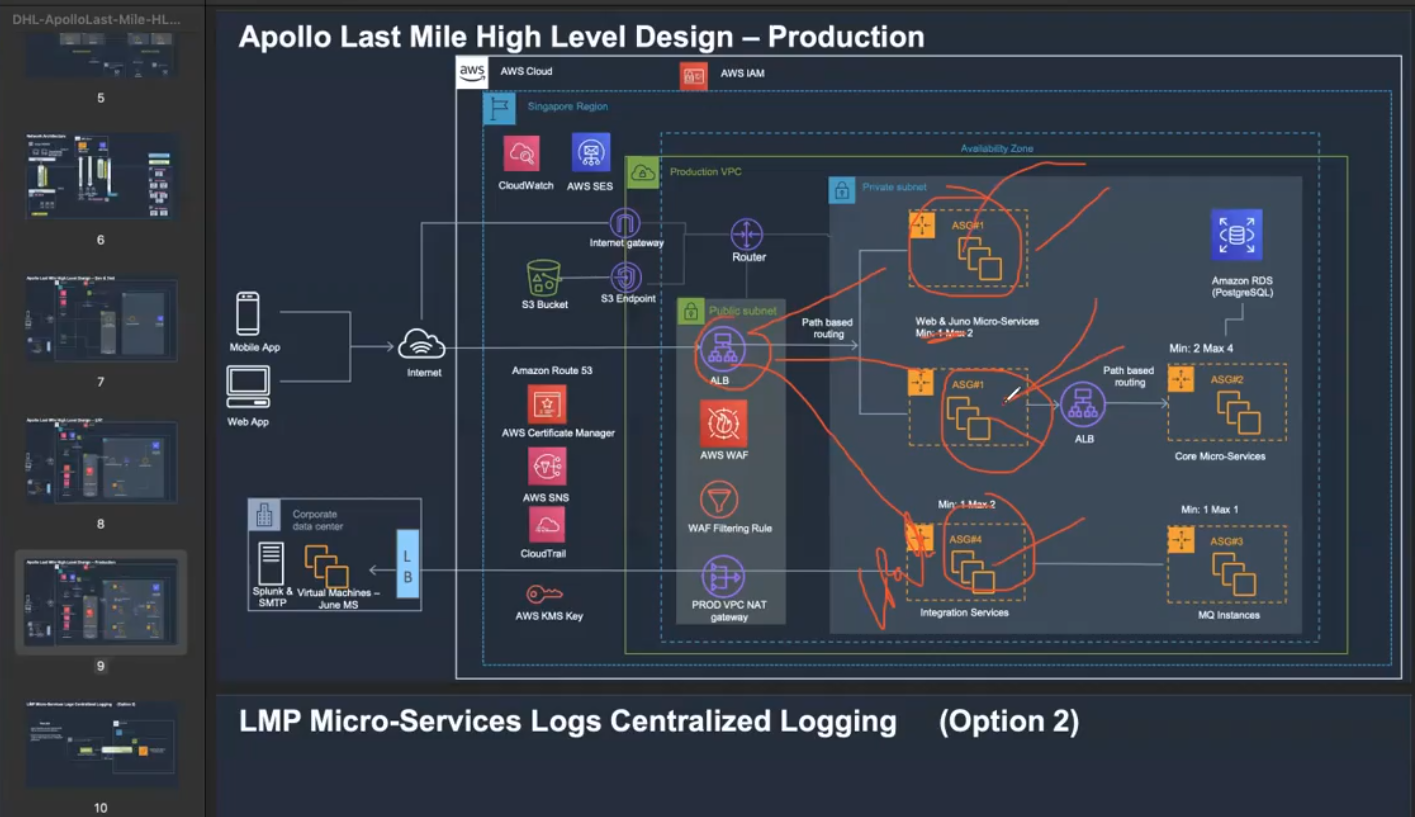 DHL-ApolloLast-Mile-HL...
5
6
7
8
9
10
Apollo Last Mile High Level Design – Production
aws
AWS Cloud
AWS IAM
Singapore Region
CloudWatch
AWS SES
Availability Zone
Production VPC
Private subnet
Internet gateway
Router
S3 Bucket
S3 Endpoint
Public subnet
ALB
Path based
routing
ASG#1
Web & Juno Micro-Services
Min: 1 Max 2
ASG#1
ALB
Path based
routing
Amazon RDS
(PostgreSQL)
Min: 2 Max 4
ASG#2
Core Micro-Services
Mobile App
Web App
Internet
Amazon Route 53
AWS Certificate Manager
AWS SNS
CloudTrail
AWS KMS Key
AWS WAF
WAF Filtering Rule
PROD VPC NAT
gateway
Min: 1 Max 2
ASG#4
Integration Services
Min: 1 Max 1
ASG#3
MQ Instances
Corporate
data center
L
B
Splunk &
SMTP
Virtual Machines –
June MS
LMP Micro-Services Logs Centralized Logging (Option 2)